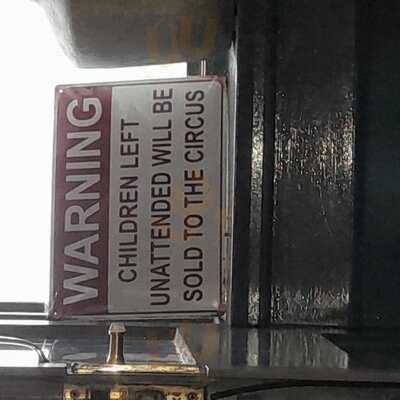 WARNING
CHILDREN LEFT
UNATTENDED WILL BE
SOLD TO THE CIRCUS